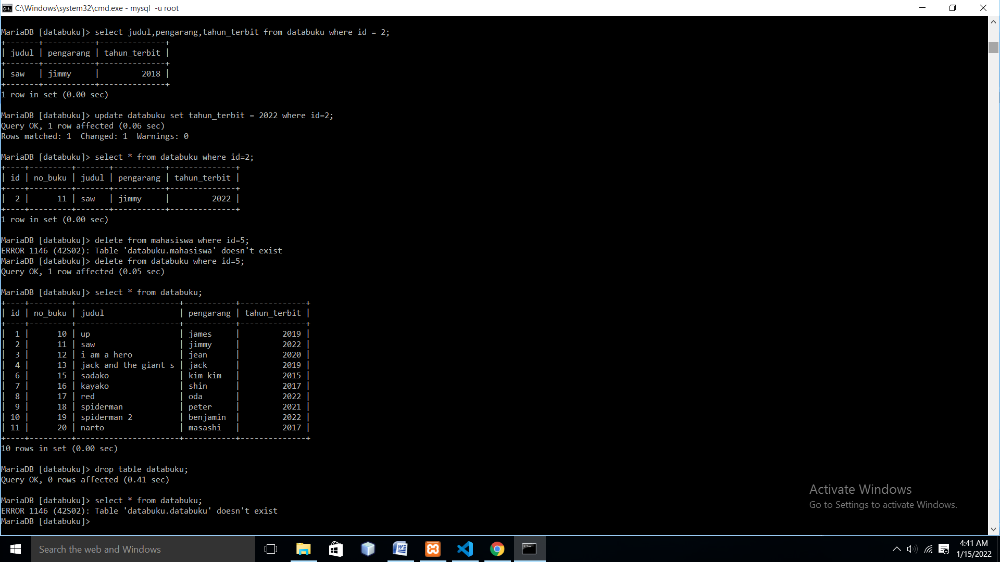 C:\Windows\system32\cmd.exe - mysql  -u root
MariaDB [databuku]> select judul,pengarang,tahun_terbit from databuku where id = 2;
+-------+-----------+--------------+
| judul | pengarang | tahun_terbit |
+-------+-----------+--------------+
| saw   | jimmy     |         2018 |
+-------+-----------+--------------+
1 row in set (0.00 sec)
MariaDB [databuku]> update databuku set tahun_terbit = 2022 where id=2;
Query OK, 1 row affected (0.06 sec)
Rows matched: 1  Changed: 1  Warnings: 0
MariaDB [databuku]> select * from databuku where id=2;
+----+---------+-------+-----------+--------------+
| id | no_buku | judul | pengarang | tahun_terbit |
+----+---------+-------+-----------+--------------+
|  2 |      11 | saw   | jimmy     |         2022 |
+----+---------+-------+-----------+--------------+
1 row in set (0.00 sec)
MariaDB [databuku]> delete from mahasiswa where id=5;
ERROR 1146 (42S02): Table 'databuku.mahasiswa' doesn't exist
MariaDB [databuku]> delete from databuku where id=5;
Query OK, 1 row affected (0.05 sec)
MariaDB [databuku]> select * from databuku;
+----+---------+----------------------+-----------+--------------+
| id | no_buku | judul                | pengarang | tahun_terbit |
+----+---------+----------------------+-----------+--------------+
|  1 |      10 | up                   | james     |         2019 |
|  2 |      11 | saw                  | jimmy     |         2022 |
|  3 |      12 | i am a hero          | jean      |         2020 |
|  4 |      13 | jack and the giant s | jack      |         2019 |
|  6 |      15 | sadako               | kim kim   |         2015 |
|  7 |      16 | kayako               | shin      |         2017 |
|  8 |      17 | red                  | oda       |         2022 |
|  9 |      18 | spiderman            | peter     |         2021 |
| 10 |      19 | spiderman 2          | benjamin  |         2022 |
| 11 |      20 | narto                | masashi   |         2017 |
+----+---------+----------------------+-----------+--------------+
10 rows in set (0.00 sec)
MariaDB [databuku]> drop table databuku;
Query OK, 0 rows affected (0.41 sec)
MariaDB [databuku]> select * from databuku;
ERROR 1146 (42S02): Table 'databuku.databuku' doesn't exist
MariaDB [databuku]>
Activate Windows
Go to Settings to activate Windows.
Search the web and Windows
4:41 AM
1/15/2022